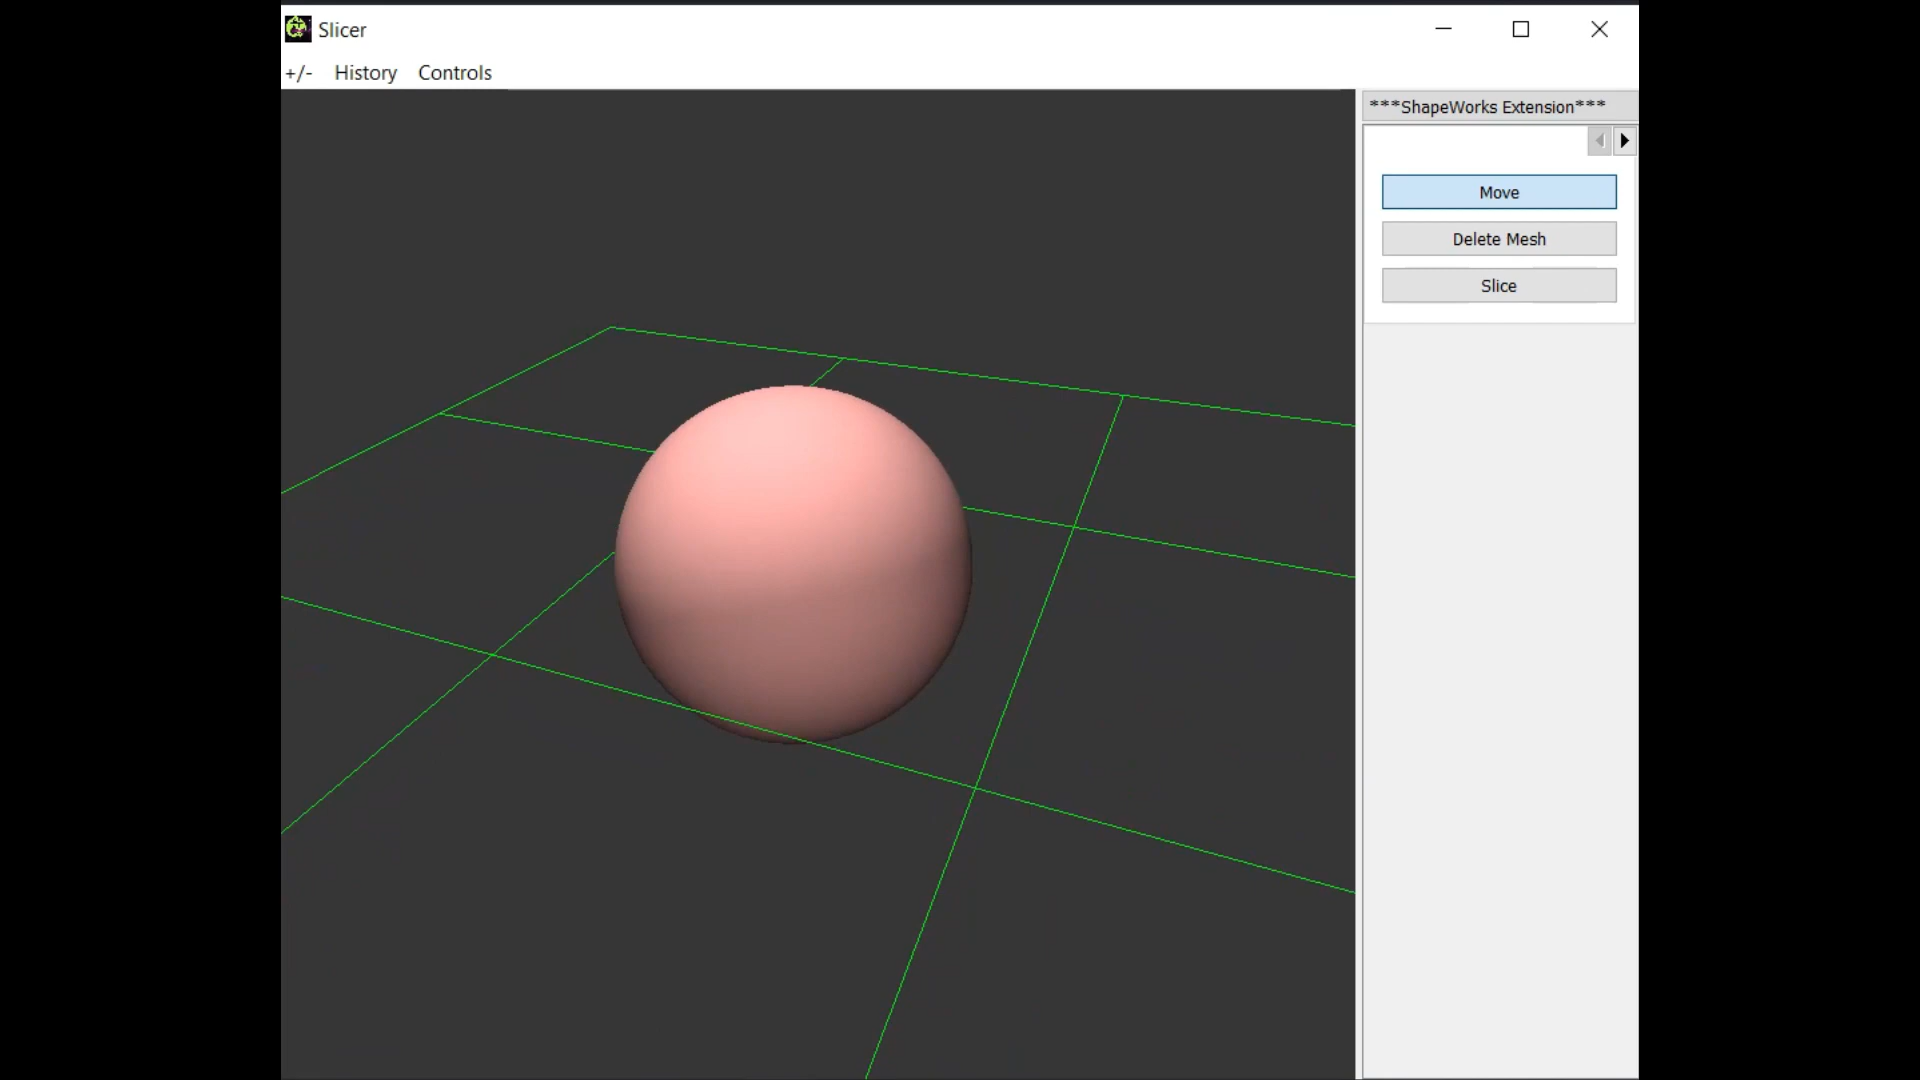 Slicer
+/- History Controls
***ShapeWorks Extension***
Move
Delete Mesh
Slice